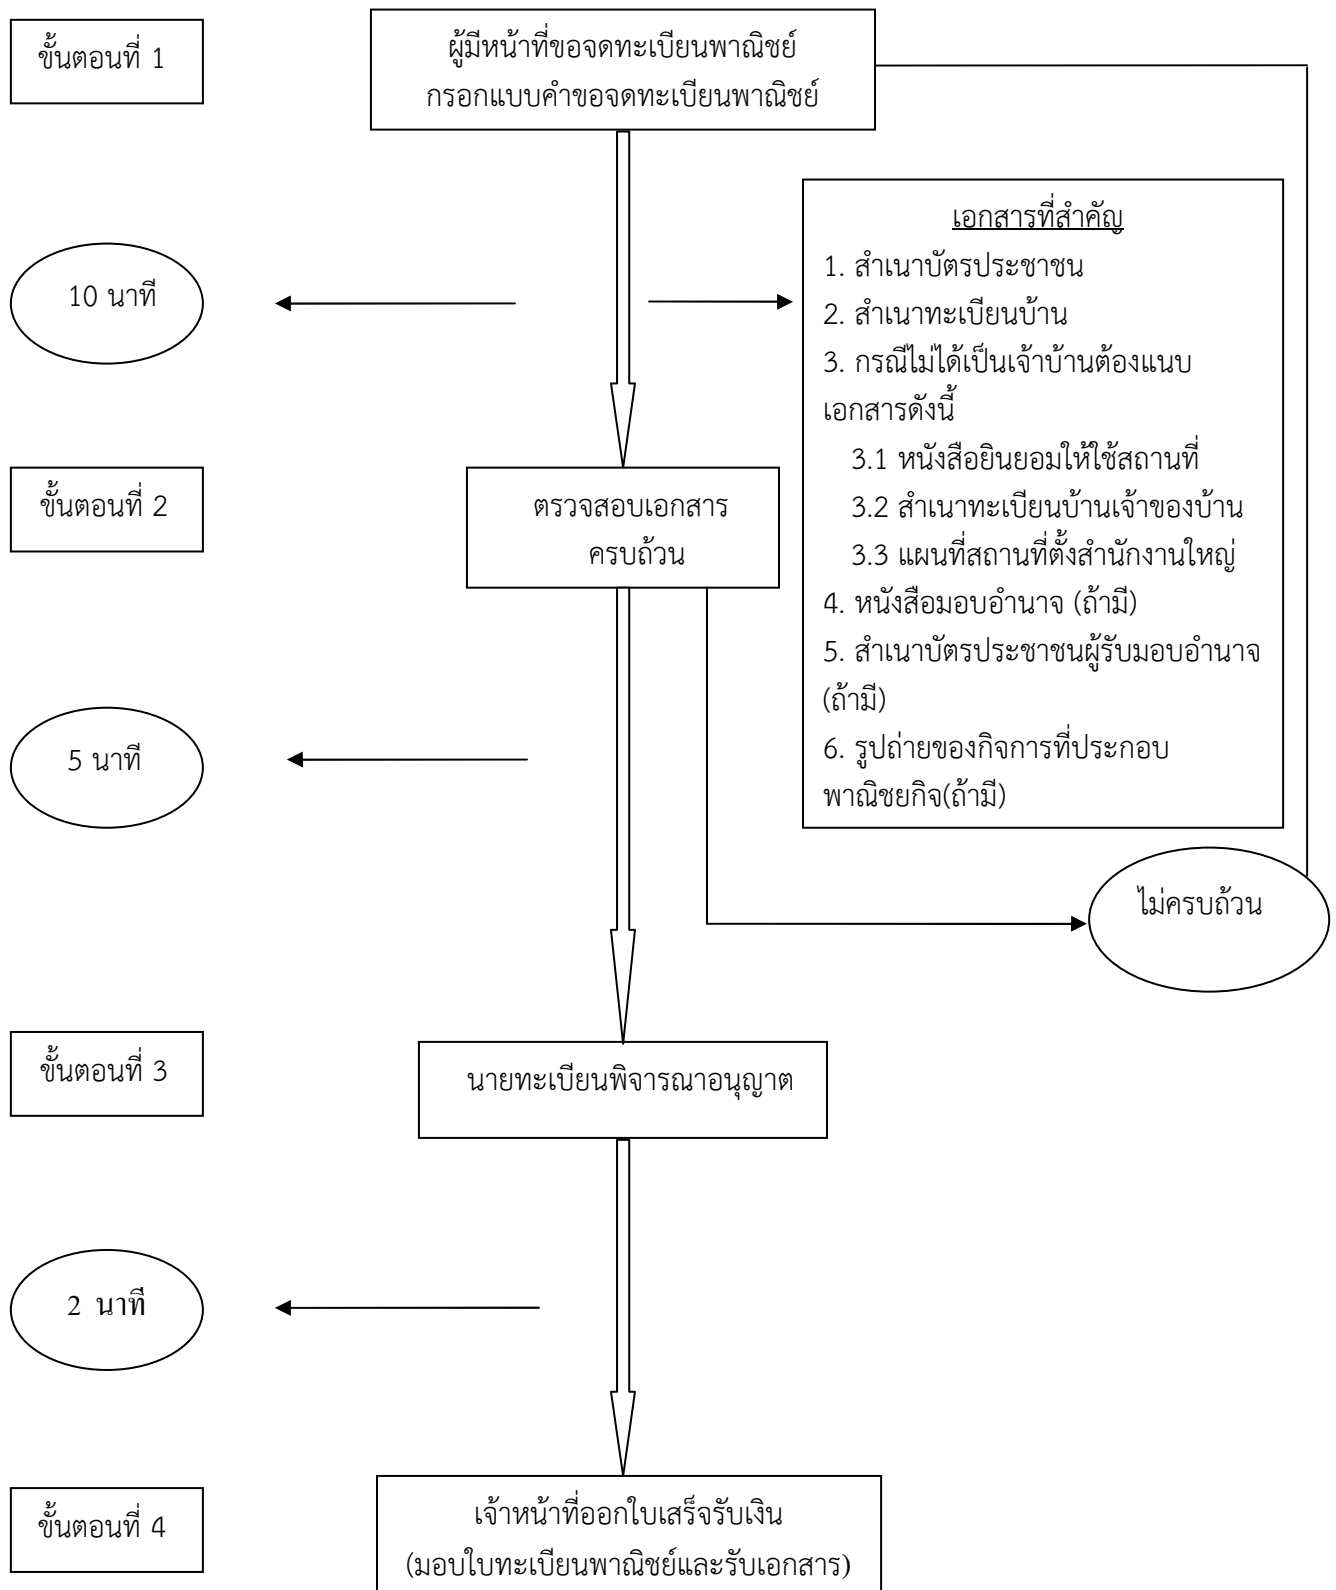 ขั้นตอนที่ 1
ผู้มีหน้าที่ขอจดทะเบียนพาณิชย์
กรอกแบบคำขอจดทะเบียนพาณิชย์
10 นาที
เอกสารที่สำคัญ
1. สำเนาบัตรประชาชน
2. สำเนาทะเบียนบ้าน
3. กรณีไม่ได้เป็นเจ้าบ้านต้องแนบ
เอกสารดังนี้
3.1 หนังสือยินยอมให้ใช้สถานที่
3.2 สำเนาทะเบียนบ้านเจ้าของบ้าน
3.3 แผนที่สถานที่ตั้งสำนักงานใหญ่
4. หนังสือมอบอำนาจ (ถ้ามี)
5. สำเนาบัตรประชาชนผู้รับมอบอำนาจ
(ถ้ามี)
6. รูปถ่ายของกิจการที่ประกอบ
พาณิชยกิจ(ถ้ามี)
ขั้นตอนที่ 2
ตรวจสอบเอกสาร
ครบถ้วน
5 นาที
ไม่ครบถ้วน
ขั้นตอนที่ 3
นายทะเบียนพิจารณาอนุญาต
2 นาที
ขั้นตอนที่ 4
เจ้าหน้าที่ออกใบเสร็จรับเงิน
(มอบใบทะเบียนพาณิชย์และรับเอกสาร)